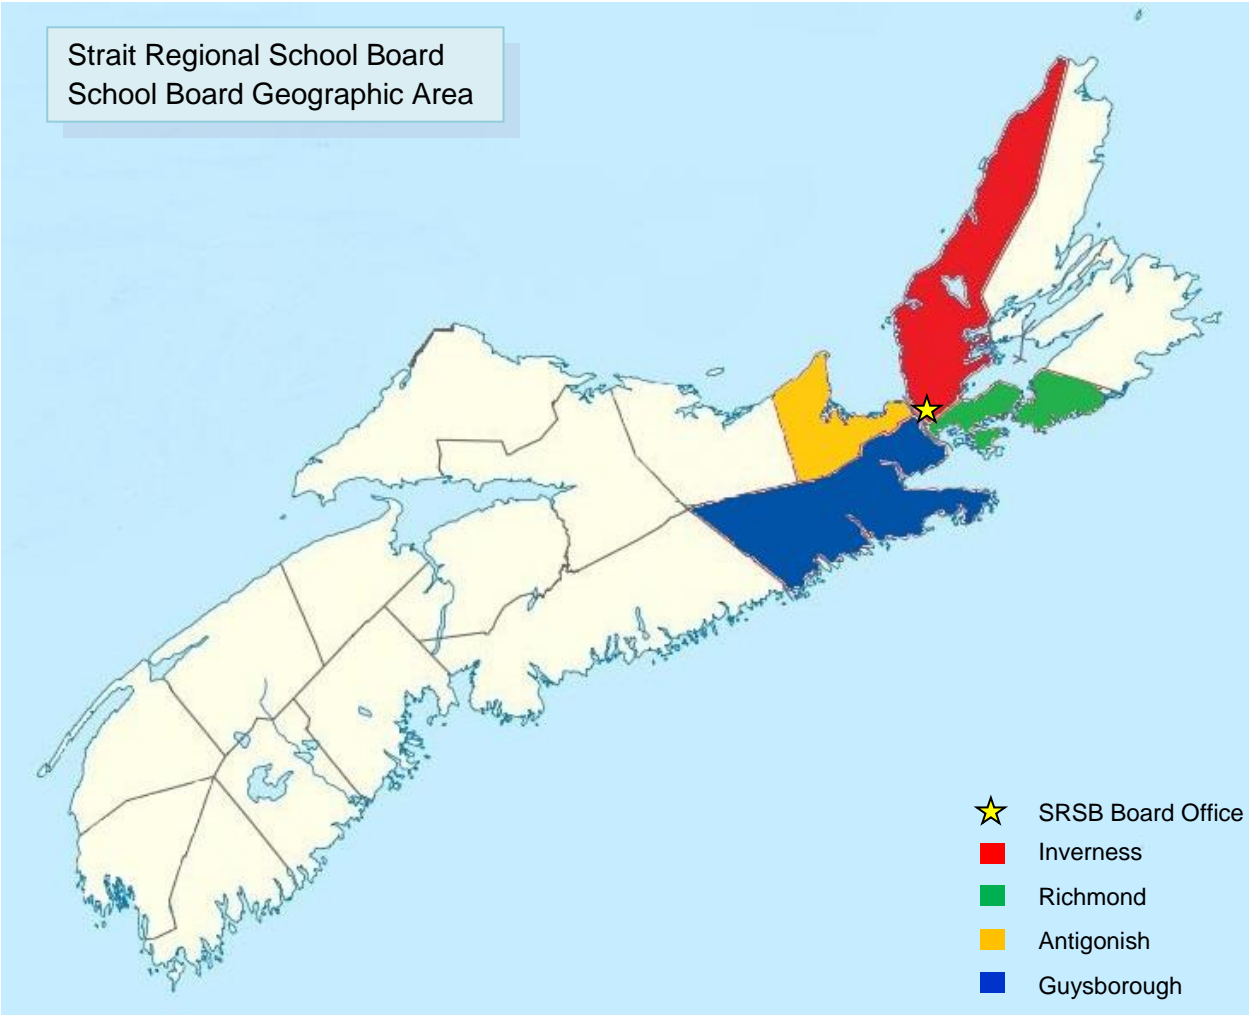 Strait Regional School Board
School Board Geographic Area
SRSB Board Office
Inverness
Richmond
Antigonish
Guysborough